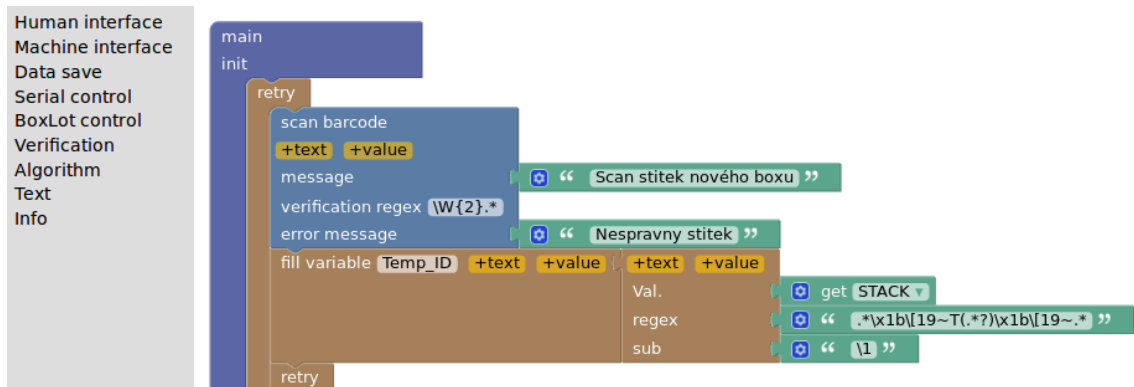 Human interface
Machine interface
Data save
Serial control
BoxLot control
Verification
Algorithm
Text
Info
main
init
retry
scan barcode
+text +value
message “ Scan stitek nového boxu ”
verification regex \W{2}.*
error message “ Nespravny stitek ”
fill variable Temp_ID +text +value +text +value
Val. get STACK
regex “ .*\x1b\[19~T(.*?)\x1b\[19~.* ”
sub “ \1 ”
retry